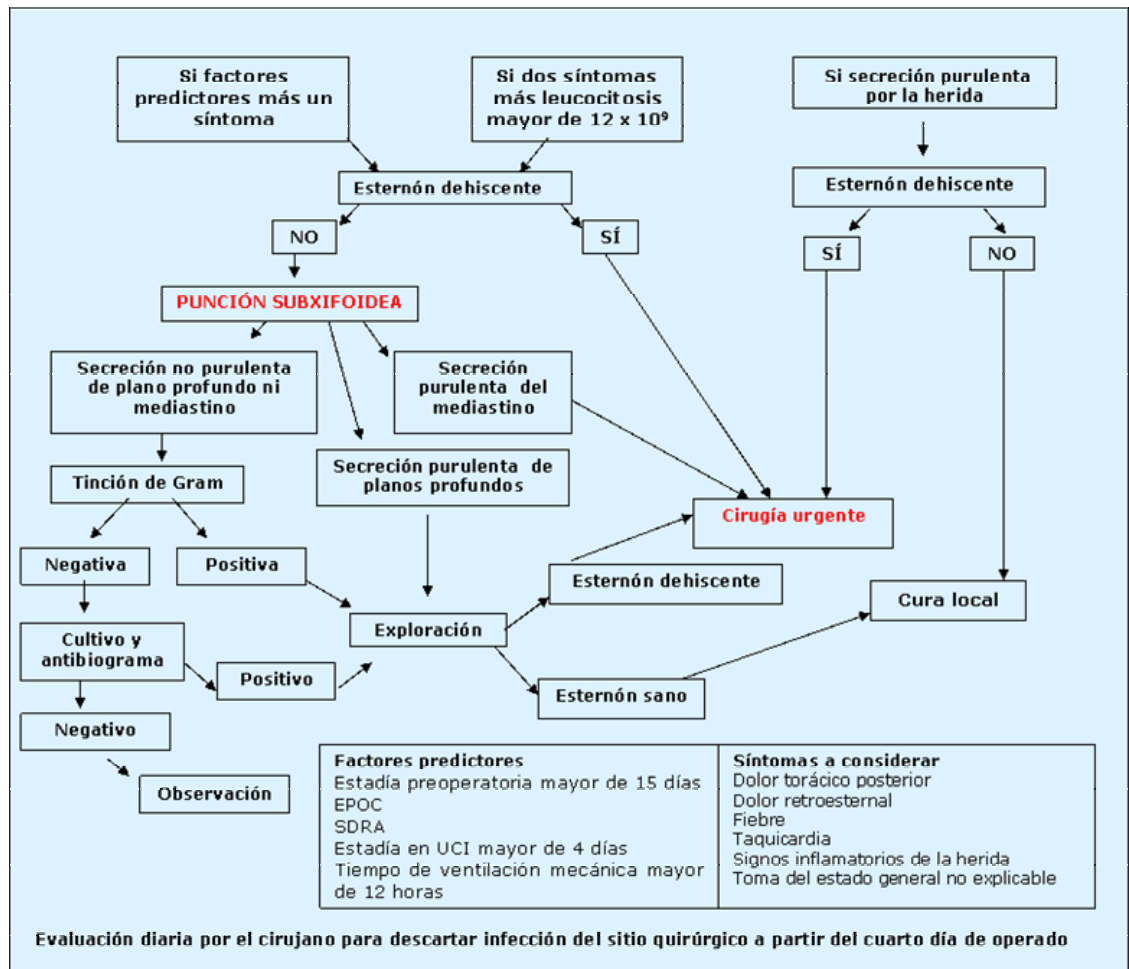 Si factores
predictores más un
síntoma
Si dos síntomas
más leucocitosis
mayor de 12 x 10⁹
Si secreción purulenta
por la herida
Esternón dehiscente
Esternón dehiscente
NO
SÍ
SÍ
NO
PUNCIÓN SUBXIFOIDEA
Secreción no purulenta
de plano profundo ni
mediastino
Secreción
purulenta del
mediastino
Secreción purulenta de
planos profundos
Tinción de Gram
Cirugía urgente
Negativa
Positiva
Esternón dehiscente
Cura local
Exploración
Cultivo y
antibiograma
Positivo
Esternón sano
Negativo
Observación
Factores predictores
Estadía preoperatoria mayor de 15 días
EPOC
SDRA
Estadía en UCI mayor de 4 días
Tiempo de ventilación mecánica mayor
de 12 horas
Síntomas a considerar
Dolor torácico posterior
Dolor retroesternal
Fiebre
Taquicardia
Signos inflamatorios de la herida
Toma del estado general no explicable
Evaluación diaria por el cirujano para descartar infección del sitio quirúrgico a partir del cuarto día de operado